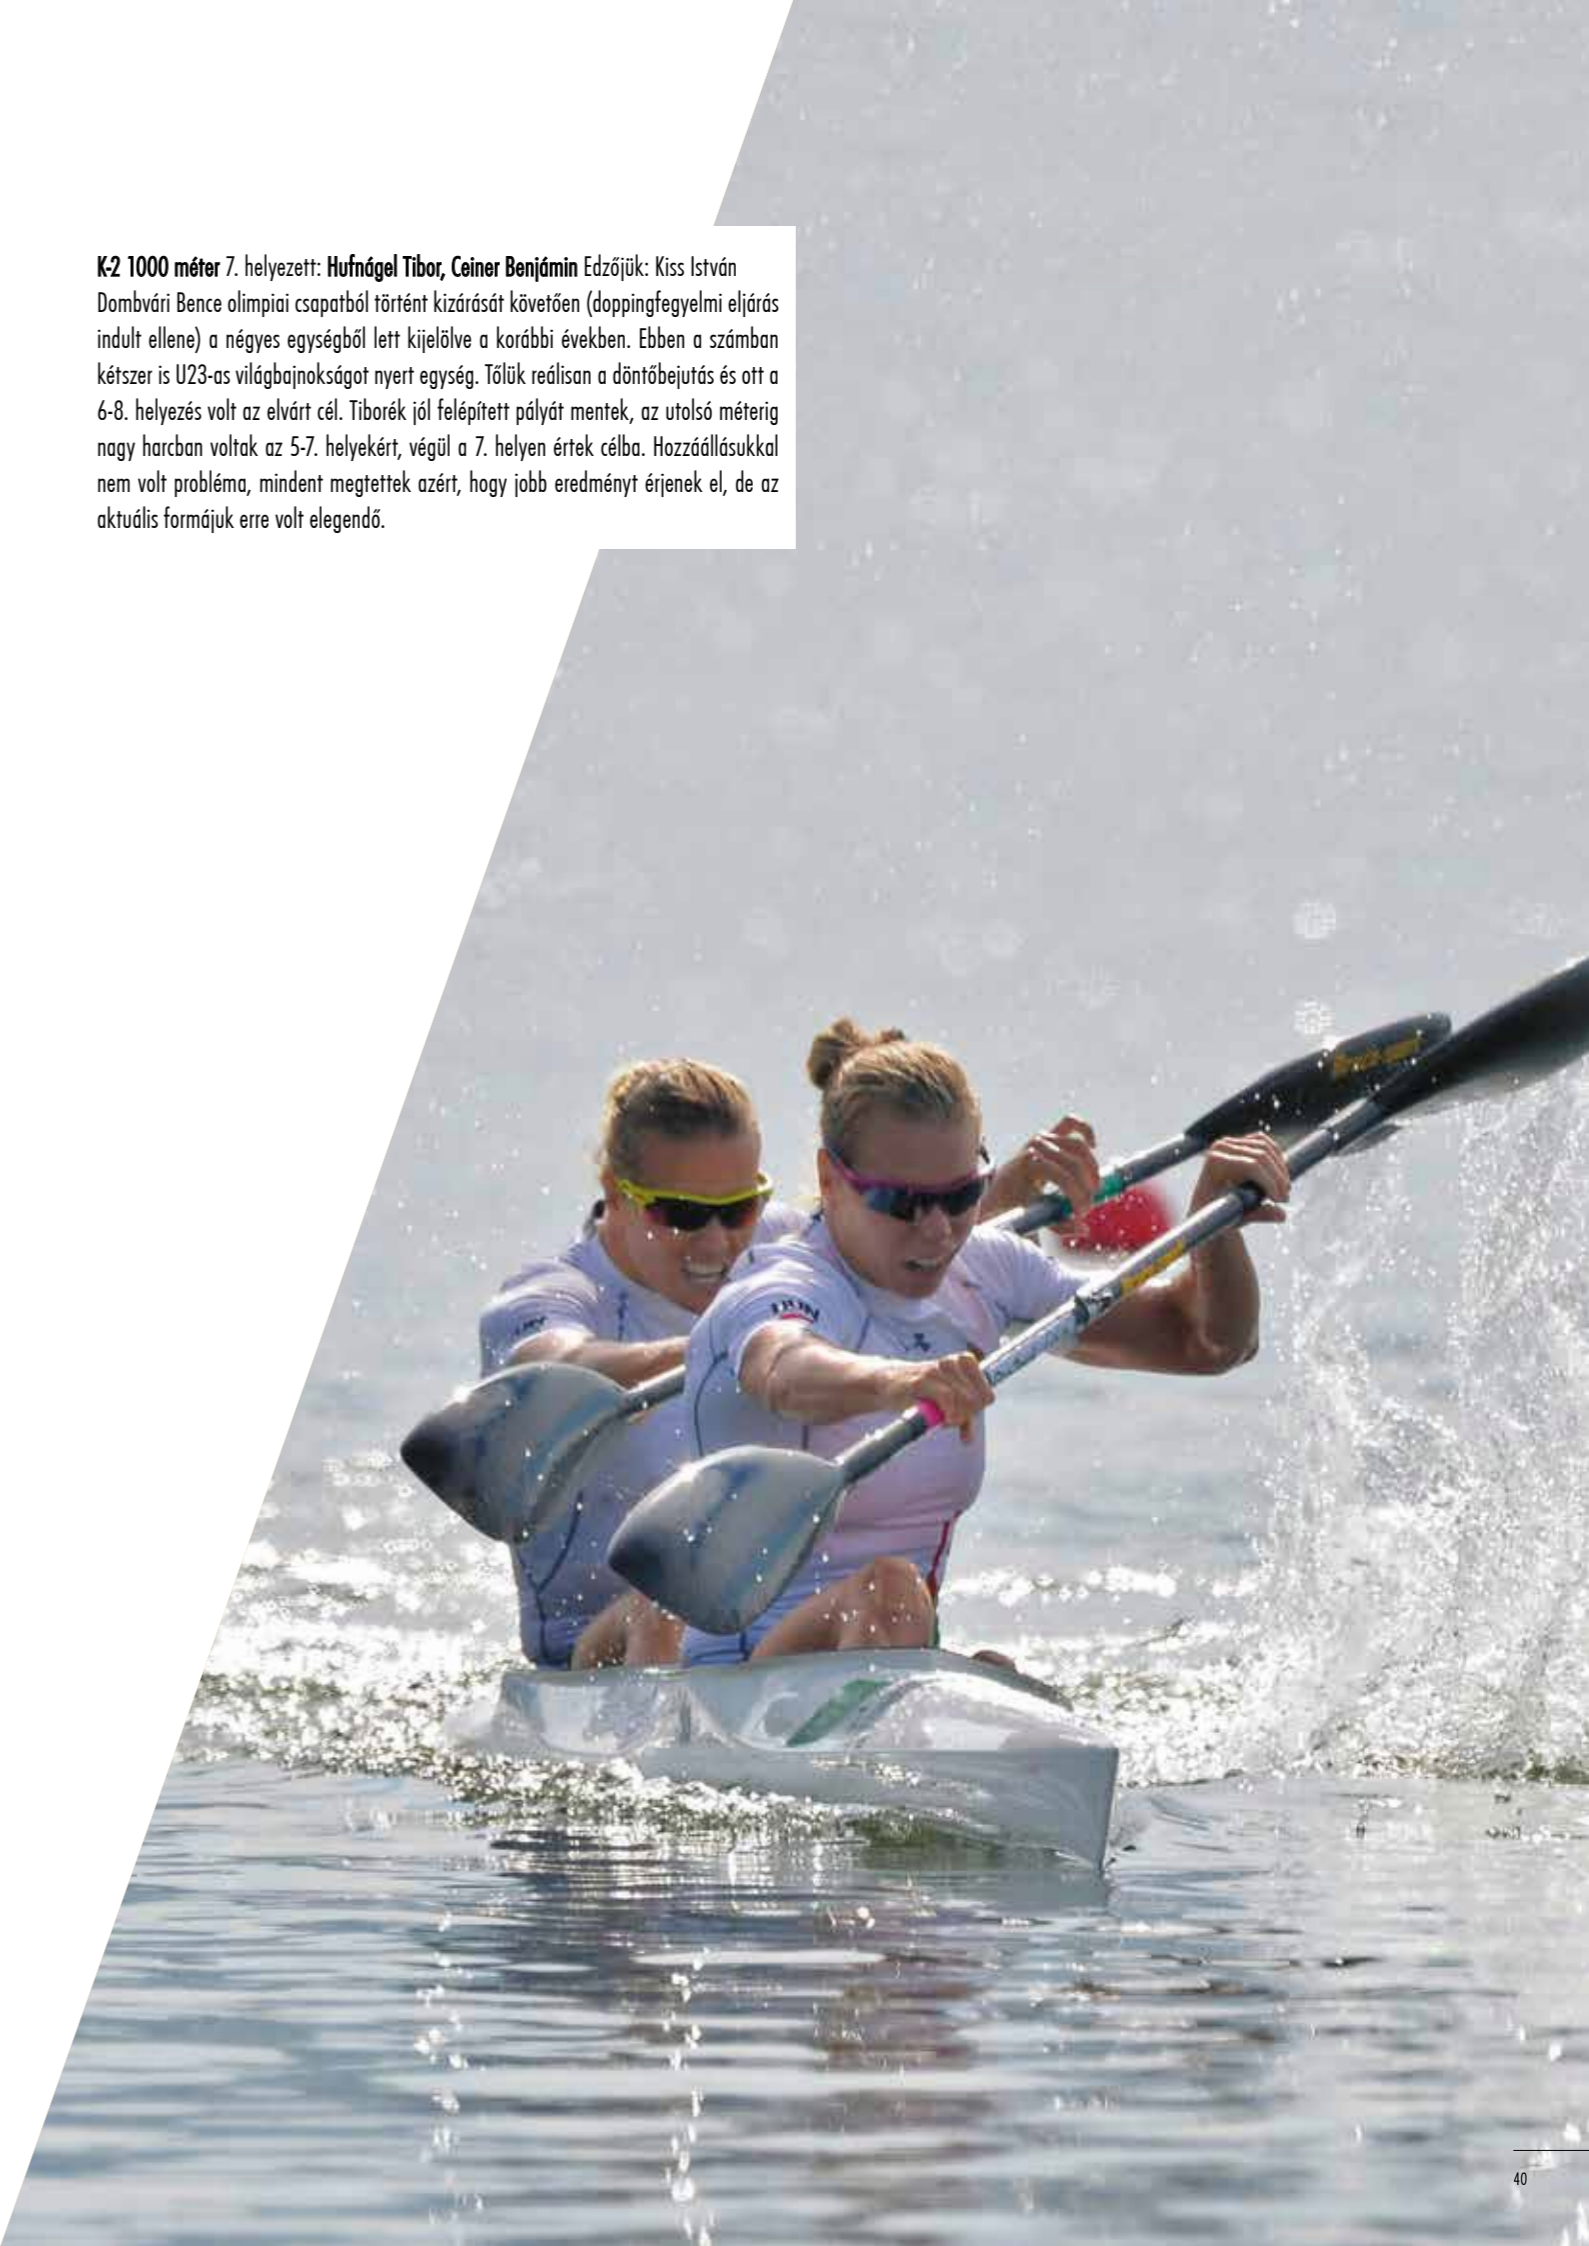 K-2 1000 méter 7. helyezett: Hufnágel Tibor, Ceiner Benjámin Edzőjük: Kiss István
Dombvári Bence olimpiai csapatból történt kizárását követően (doppingfegyelmi eljárás
indult ellene) a négyes egységből lett kijelölve a korábbi években. Ebben a számban
kétszer is U23-as világbajnokságot nyert egység. Tőlük reálisan a döntőbejutás és ott a
6-8. helyezés volt az elvárt cél. Tiborék jól felépített pályát mentek, az utolsó méterig
nagy harcban voltak az 5-7. helyekért, végül a 7. helyen értek célba. Hozzáállásukkal
nem volt probléma, mindent megtettek azért, hogy jobb eredményt érjenek el, de az
aktuális formájuk erre volt elegendő.
HUN
40